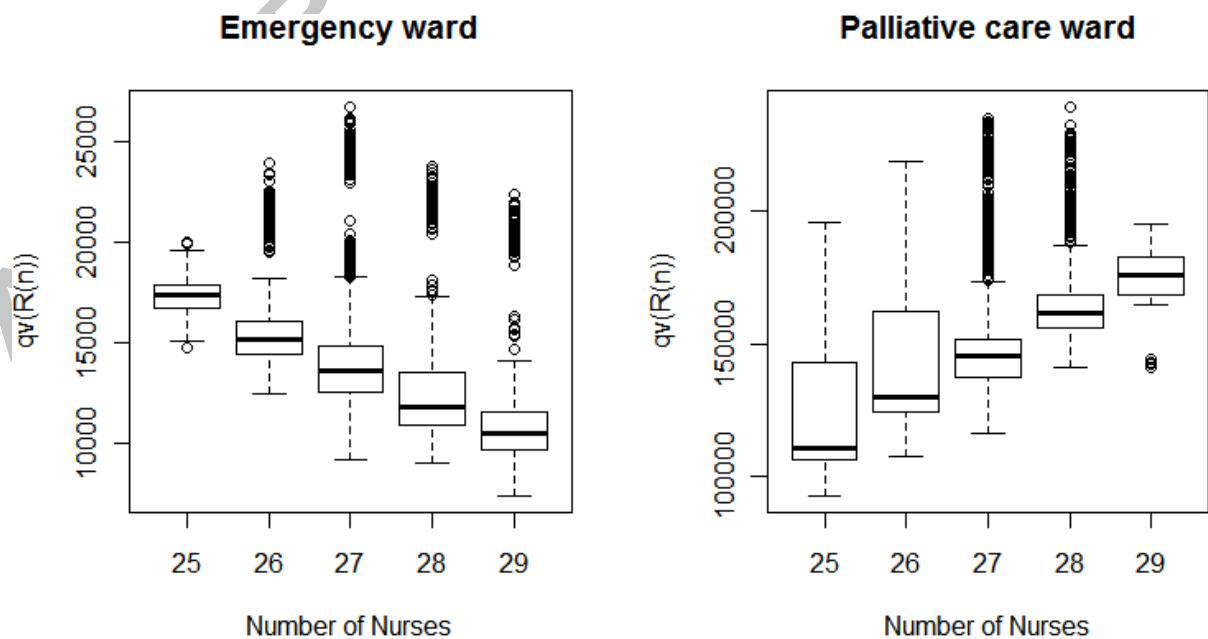 Emergency ward
Palliative care ward
qv(R(n))
10000 15000 20000 25000
25 26 27 28 29
Number of Nurses
qv(R(n))
100000 150000 200000
25 26 27 28 29
Number of Nurses